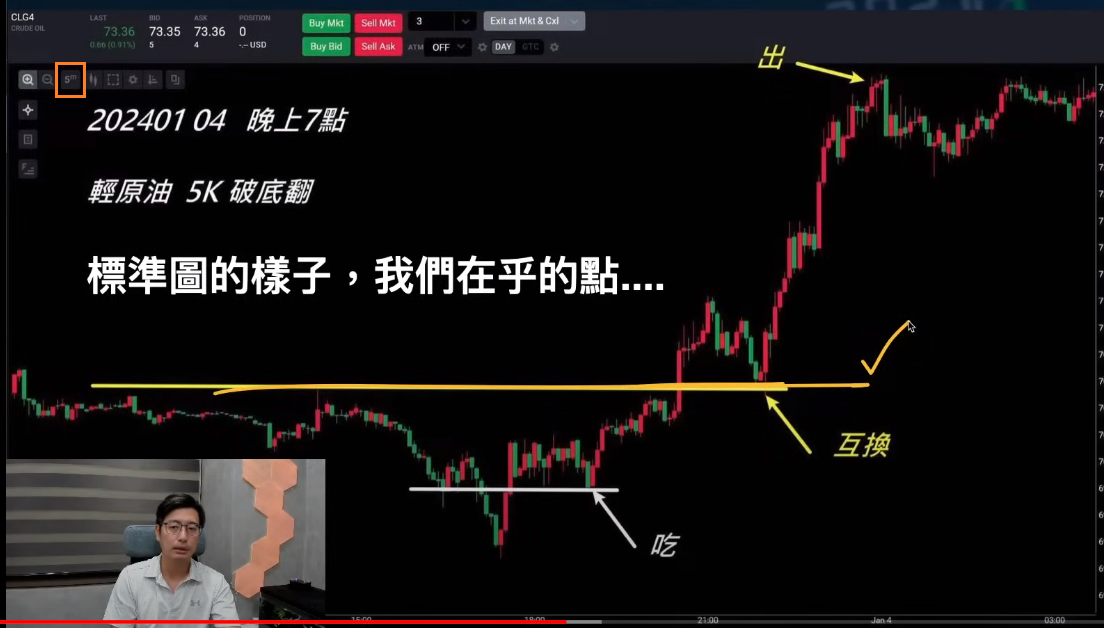 CLG4
CRUDE OIL
LAST
73.36
0.66 (0.91%)
BID
73.35
5
ASK
73.36
4
POSITION
0
-.-- USD
Buy Mkt
Sell Mkt
3
Exit at Mkt & Cxl
Buy Bid
Sell Ask
ATM
OFF
DAY
GTC
5m
出
202401 04 晚上7點
輕原油 5K 破底翻
標準圖的樣子，我們在乎的點....
互換
吃
15:00
18:00
21:00
Jan 4
03:00